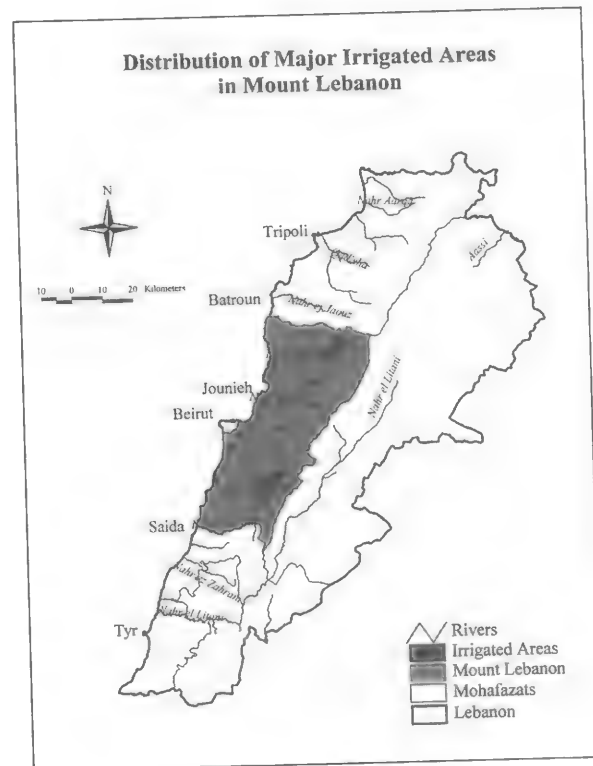 Distribution of Major Irrigated Areas
in Mount Lebanon
N
10 0 10 20 Kilometers
Tripoli
Aassi
Batroun
Nahr ej Jaouz
Jounieh
Beirut
Nahr el Litani
Saida
Nahr ez Zahrani
Nahr el Litani
Tyr
Rivers
Irrigated Areas
Mount Lebanon
Mohafazats
Lebanon